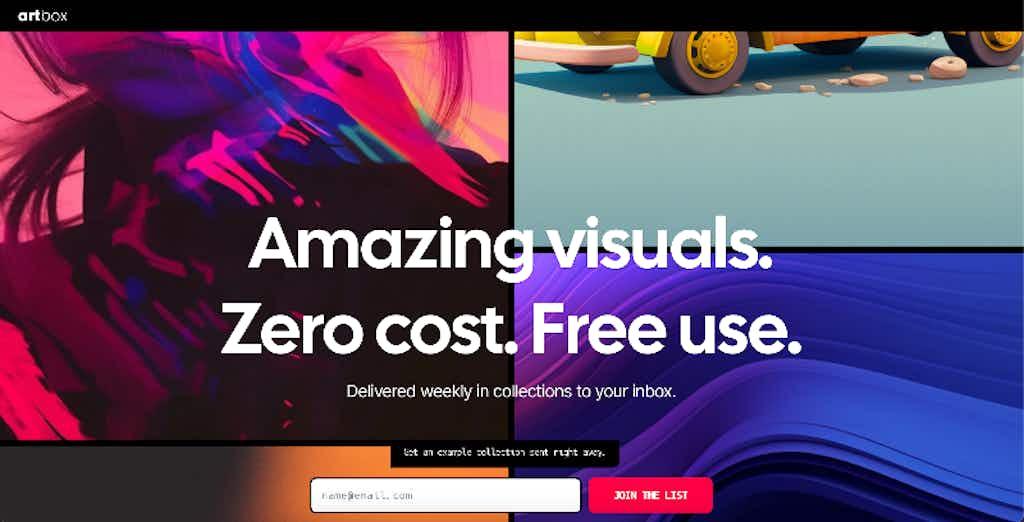 artbox
Amazing visuals.
Zero cost. Free use.
Delivered weekly in collections to your inbox.
Get an example collection sent right away.
name@email.com
JOIN THE LIST